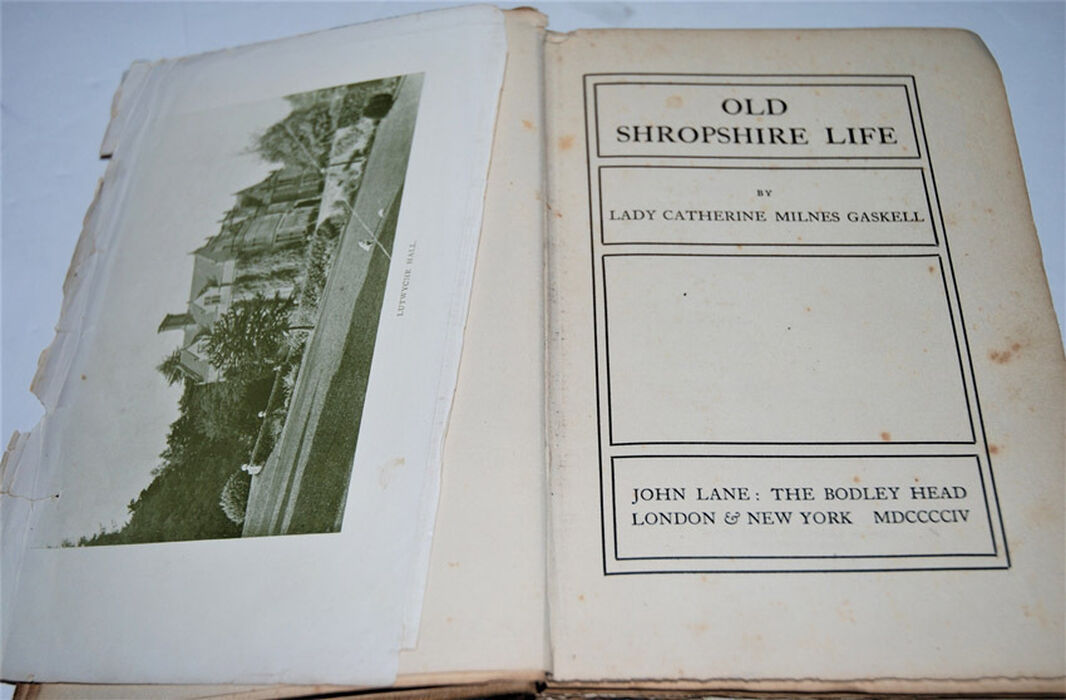 LUTWYCHE HALL.
OLD
SHROPSHIRE LIFE
BY
LADY CATHERINE MILNES GASKELL
JOHN LANE: THE BODLEY HEAD
LONDON & NEW YORK MDCCCCIV